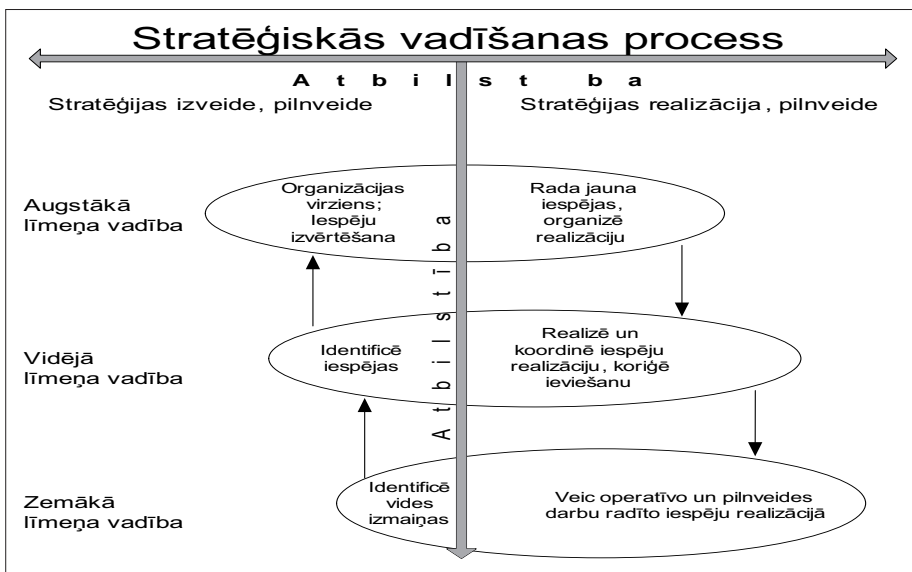 Stratēģiskās vadīšanas process
A t b i l s t b a
Stratēģijas izveide, pilnveide
Stratēģijas realizācija, pilnveide
Augstākā
līmeņa vadība
Organizācijas
virziens;
Iespēju
izvērtēšana
Rada jauna
iespējas,
organizē
realizāciju
Atbilstība
Vidējā
līmeņa vadība
Identificē
iespējas
Realizē un
koordinē iespēju
realizāciju, koriģē
ieviešanu
Zemākā
līmeņa vadība
Identificē
vides
izmaiņas
Veic operatīvo un pilnveides
darbu radīto iespēju realizācijā